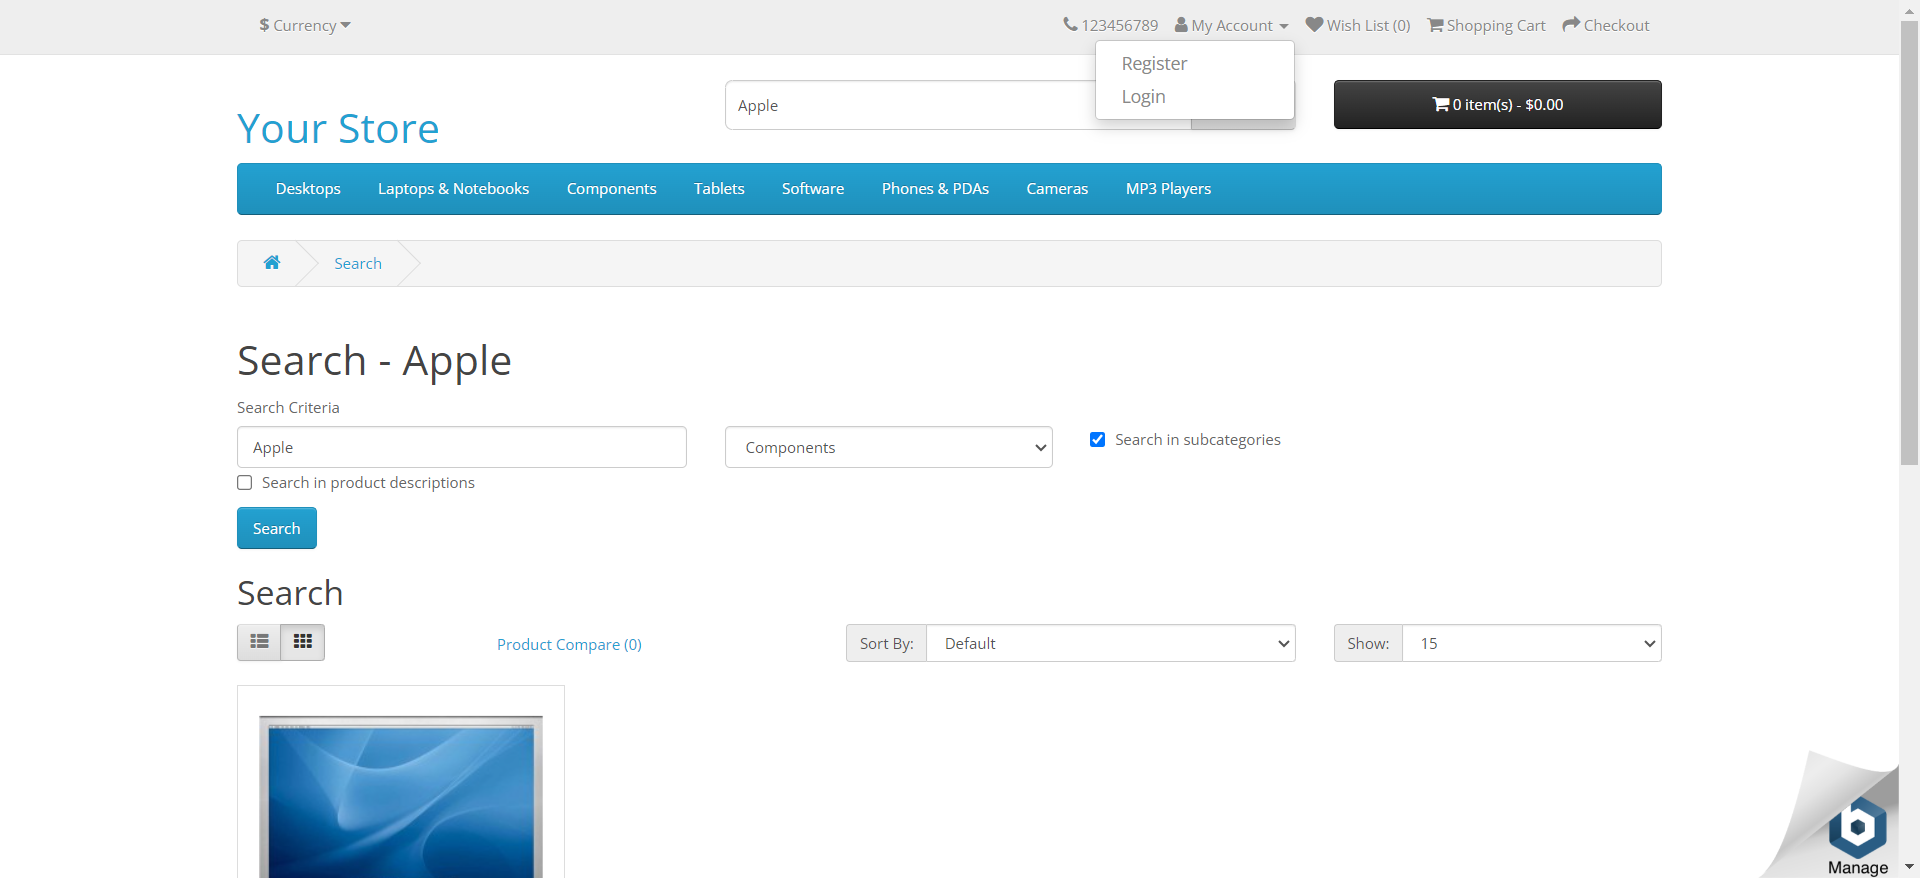 $ Currency
123456789 My Account Wish List (0) Shopping Cart Checkout
Register
Login
Your Store
Apple
0 item(s) - $0.00
Desktops Laptops & Notebooks Components Tablets Software Phones & PDAs Cameras MP3 Players
Search
Search - Apple
Search Criteria
Apple
Components
Search in subcategories
Search in product descriptions
Search
Search
Product Compare (0)
Sort By: Default
Show: 15
Manage